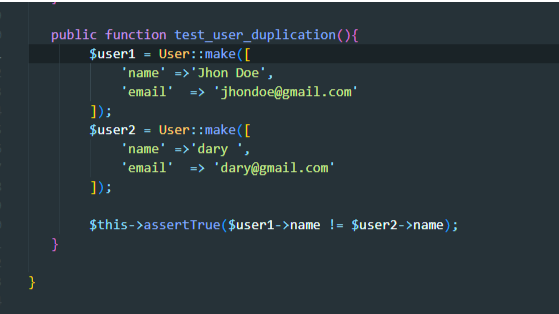 public function test_user_duplication(){
$user1 = User::make([
'name' =>'Jhon Doe',
'email'  => 'jhondoe@gmail.com'
]);
$user2 = User::make([
'name' =>'dary ',
'email'  => 'dary@gmail.com'
]);
$this->assertTrue($user1->name != $user2->name);
}
}